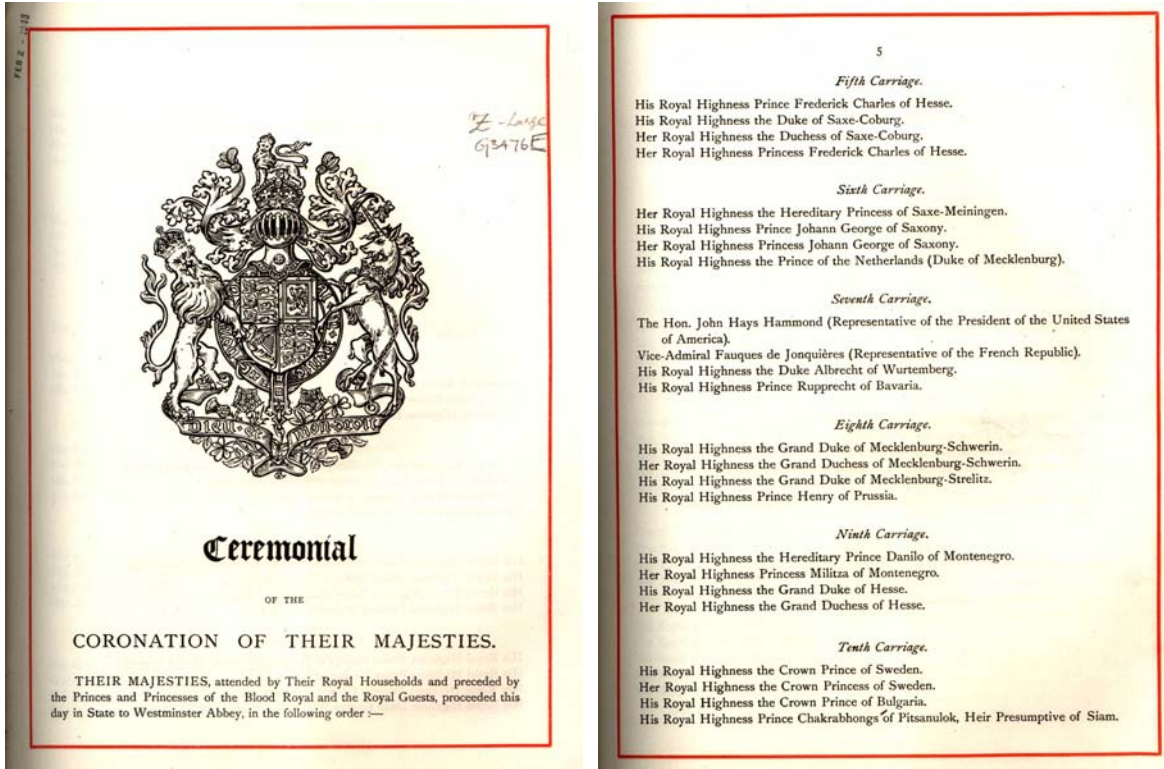 FEB 2 - 1943
Z - Large
G3476E
Dieu et mon droit
Ceremonial
OF THE
CORONATION OF THEIR MAJESTIES.
THEIR MAJESTIES, attended by Their Royal Households and preceded by
the Princes and Princesses of the Blood Royal and the Royal Guests, proceeded this
day in State to Westminster Abbey, in the following order :—
5
Fifth Carriage.
His Royal Highness Prince Frederick Charles of Hesse.
His Royal Highness the Duke of Saxe-Coburg.
Her Royal Highness the Duchess of Saxe-Coburg.
Her Royal Highness Princess Frederick Charles of Hesse.
Sixth Carriage.
Her Royal Highness the Hereditary Princess of Saxe-Meiningen.
His Royal Highness Prince Johann George of Saxony.
Her Royal Highness Princess Johann George of Saxony.
His Royal Highness the Prince of the Netherlands (Duke of Mecklenburg).
Seventh Carriage.
The Hon. John Hays Hammond (Representative of the President of the United States
of America).
Vice-Admiral Fauques de Jonquières (Representative of the French Republic).
His Royal Highness the Duke Albrecht of Wurtemberg.
His Royal Highness Prince Rupprecht of Bavaria.
Eighth Carriage.
His Royal Highness the Grand Duke of Mecklenburg-Schwerin.
Her Royal Highness the Grand Duchess of Mecklenburg-Schwerin.
His Royal Highness the Grand Duke of Mecklenburg-Strelitz.
His Royal Highness Prince Henry of Prussia.
Ninth Carriage.
His Royal Highness the Hereditary Prince Danilo of Montenegro.
Her Royal Highness Princess Militza of Montenegro.
His Royal Highness the Grand Duke of Hesse.
Her Royal Highness the Grand Duchess of Hesse.
Tenth Carriage.
His Royal Highness the Crown Prince of Sweden.
Her Royal Highness the Crown Princess of Sweden.
His Royal Highness the Crown Prince of Bulgaria.
His Royal Highness Prince Chakrabhongs of Pitsanulok, Heir Presumptive of Siam.